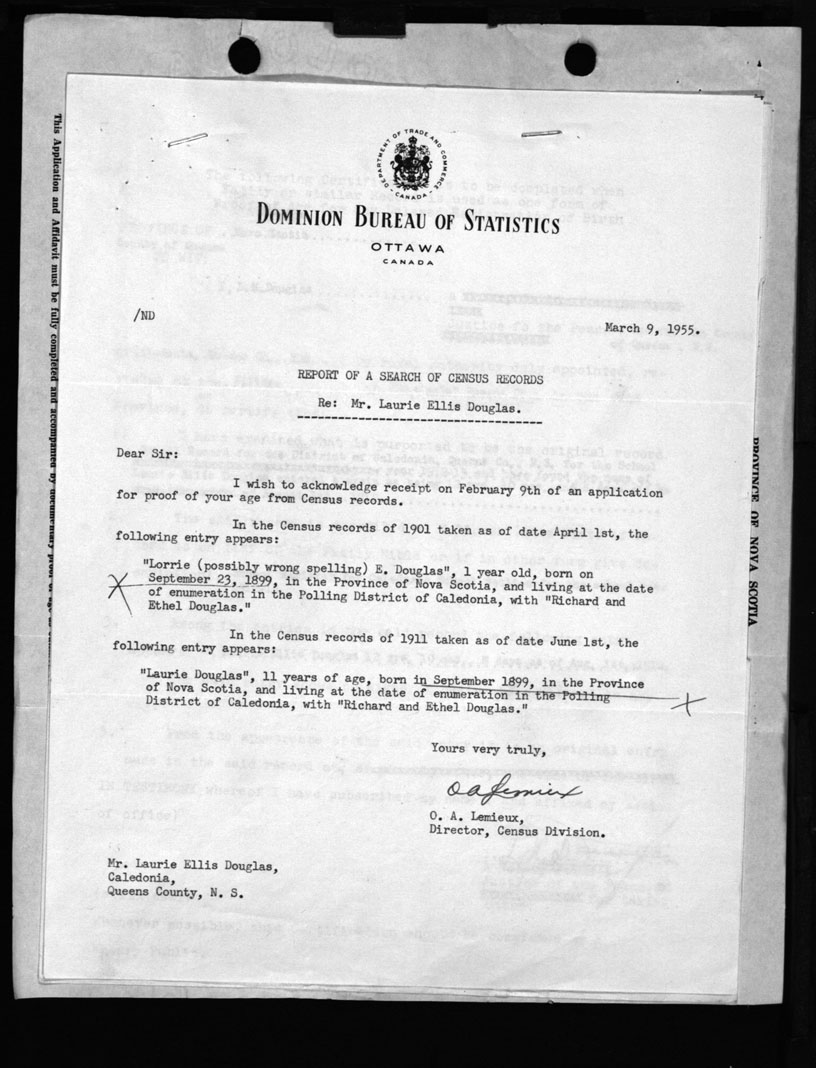 DEPARTMENT OF TRADE AND COMMERCE
CANADA
DOMINION BUREAU OF STATISTICS
OTTAWA
CANADA
/ND
March 9, 1955.
REPORT OF A SEARCH OF CENSUS RECORDS
Re: Mr. Laurie Ellis Douglas.
Dear Sir:
I wish to acknowledge receipt on February 9th of an application
for proof of your age from Census records.
In the Census records of 1901 taken as of date April 1st, the
following entry appears:
"Lorrie (possibly wrong spelling) E. Douglas", 1 year old, born on
September 23, 1899, in the Province of Nova Scotia, and living at the date
of enumeration in the Polling District of Caledonia, with "Richard and
Ethel Douglas."
In the Census records of 1911 taken as of date June 1st, the
following entry appears:
"Laurie Douglas", 11 years of age, born in September 1899, in the Province
of Nova Scotia, and living at the date of enumeration in the Polling
District of Caledonia, with "Richard and Ethel Douglas."
Yours very truly,
O A Lemieux
O. A. Lemieux,
Director, Census Division.
Mr. Laurie Ellis Douglas,
Caledonia,
Queens County, N. S.
This Application and Affidavit must be fully completed and accompanied by documentary proof of age
PROVINCE OF NOVA SCOTIA